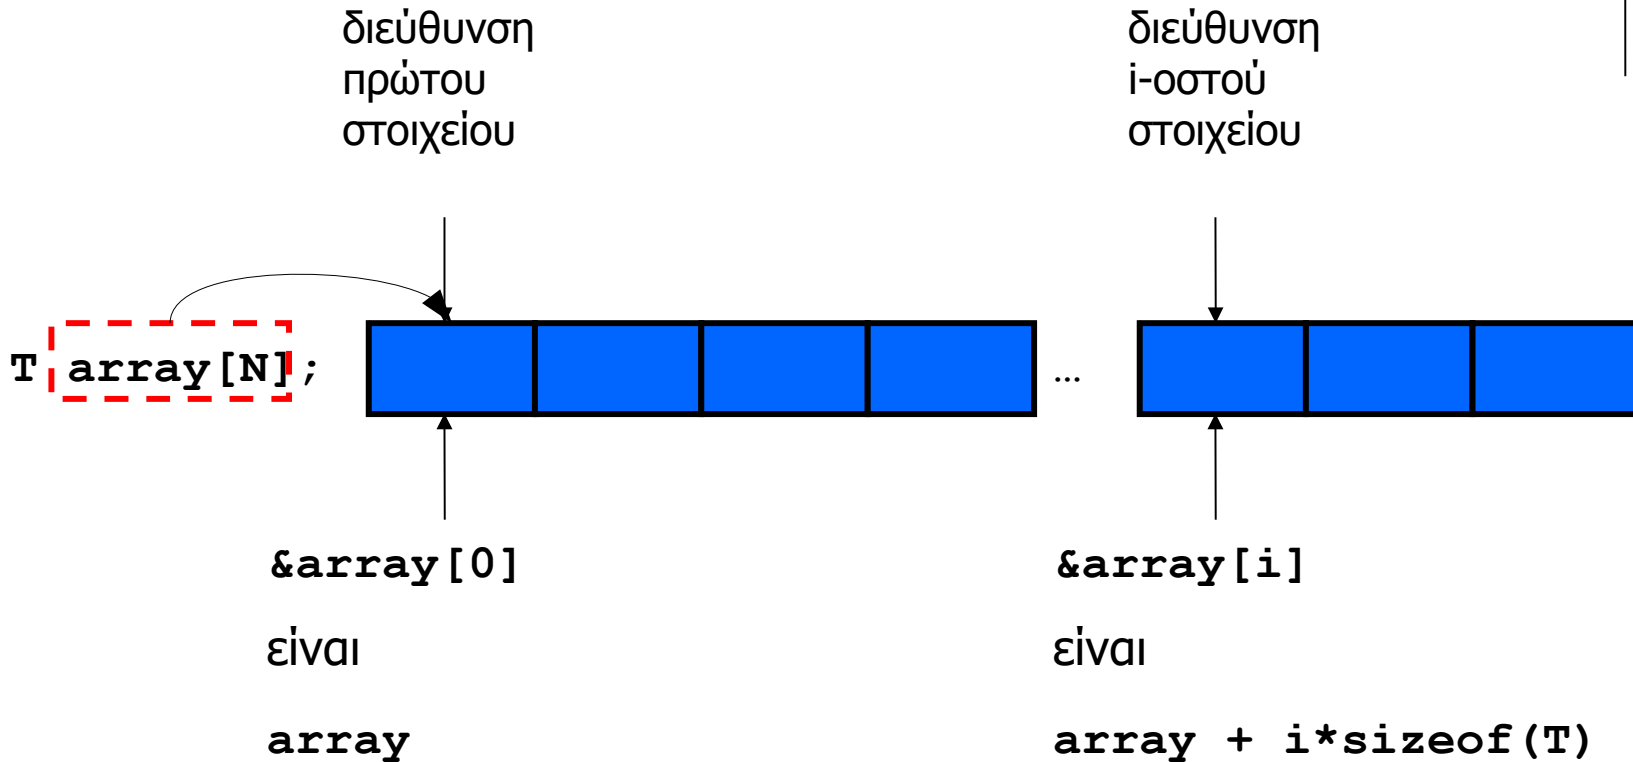 διεύθυνση
πρώτου
στοιχείου
διεύθυνση
i-οστού
στοιχείου
T array[N];
...
&array[0]
είναι
array
&array[i]
είναι
array + i*sizeof(T)